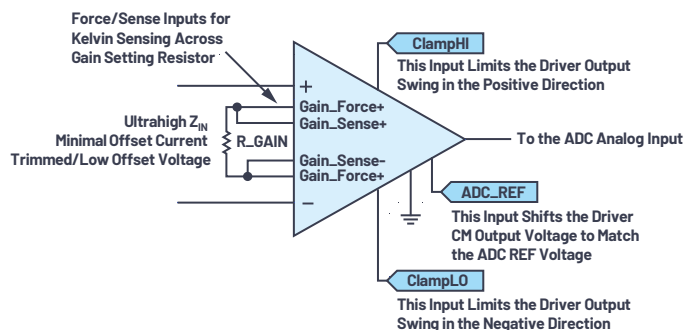 Force/Sense Inputs for
Kelvin Sensing Across
Gain Setting Resistor
ClampHI
This Input Limits the Driver Output
Swing in the Positive Direction
+
Gain_Force+
Gain_Sense+
Ultrahigh ZIN
Minimal Offset Current
Trimmed/Low Offset Voltage
R_GAIN
Gain_Sense-
Gain_Force+
–
To the ADC Analog Input
ADC_REF
This Input Shifts the Driver
CM Output Voltage to Match
the ADC REF Voltage
ClampLO
This Input Limits the Driver Output
Swing in the Negative Direction